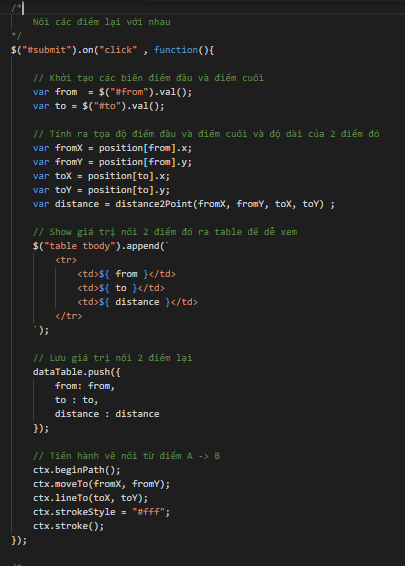 /*
    Nối các điểm lại với nhau
*/
$("#submit").on("click" , function(){
    // Khởi tạo các biến điểm đầu và điểm cuối
    var from  = $("#from").val();
    var to = $("#to").val();
    // Tính ra tọa độ điểm đầu và điểm cuối và độ dài của 2 điểm đó
    var fromX = position[from].x;
    var fromY = position[from].y;
    var toX = position[to].x;
    var toY = position[to].y;
    var distance = distance2Point(fromX, fromY, toX, toY) ;
    // Show giá trị nối 2 điểm đó ra table để dễ xem
    $("table tbody").append(`
        <tr>
            <td>${ from }</td>
            <td>${ to }</td>
            <td>${ distance }</td>
        </tr>
    `);
    // Lưu giá trị nối 2 điểm lại
    dataTable.push({
        from: from,
        to : to,
        distance : distance
    });
    // Tiến hành vẽ nối từ điểm A -> B
    ctx.beginPath();
    ctx.moveTo(fromX, fromY);
    ctx.lineTo(toX, toY);
    ctx.strokeStyle = "#fff";
    ctx.stroke();
});